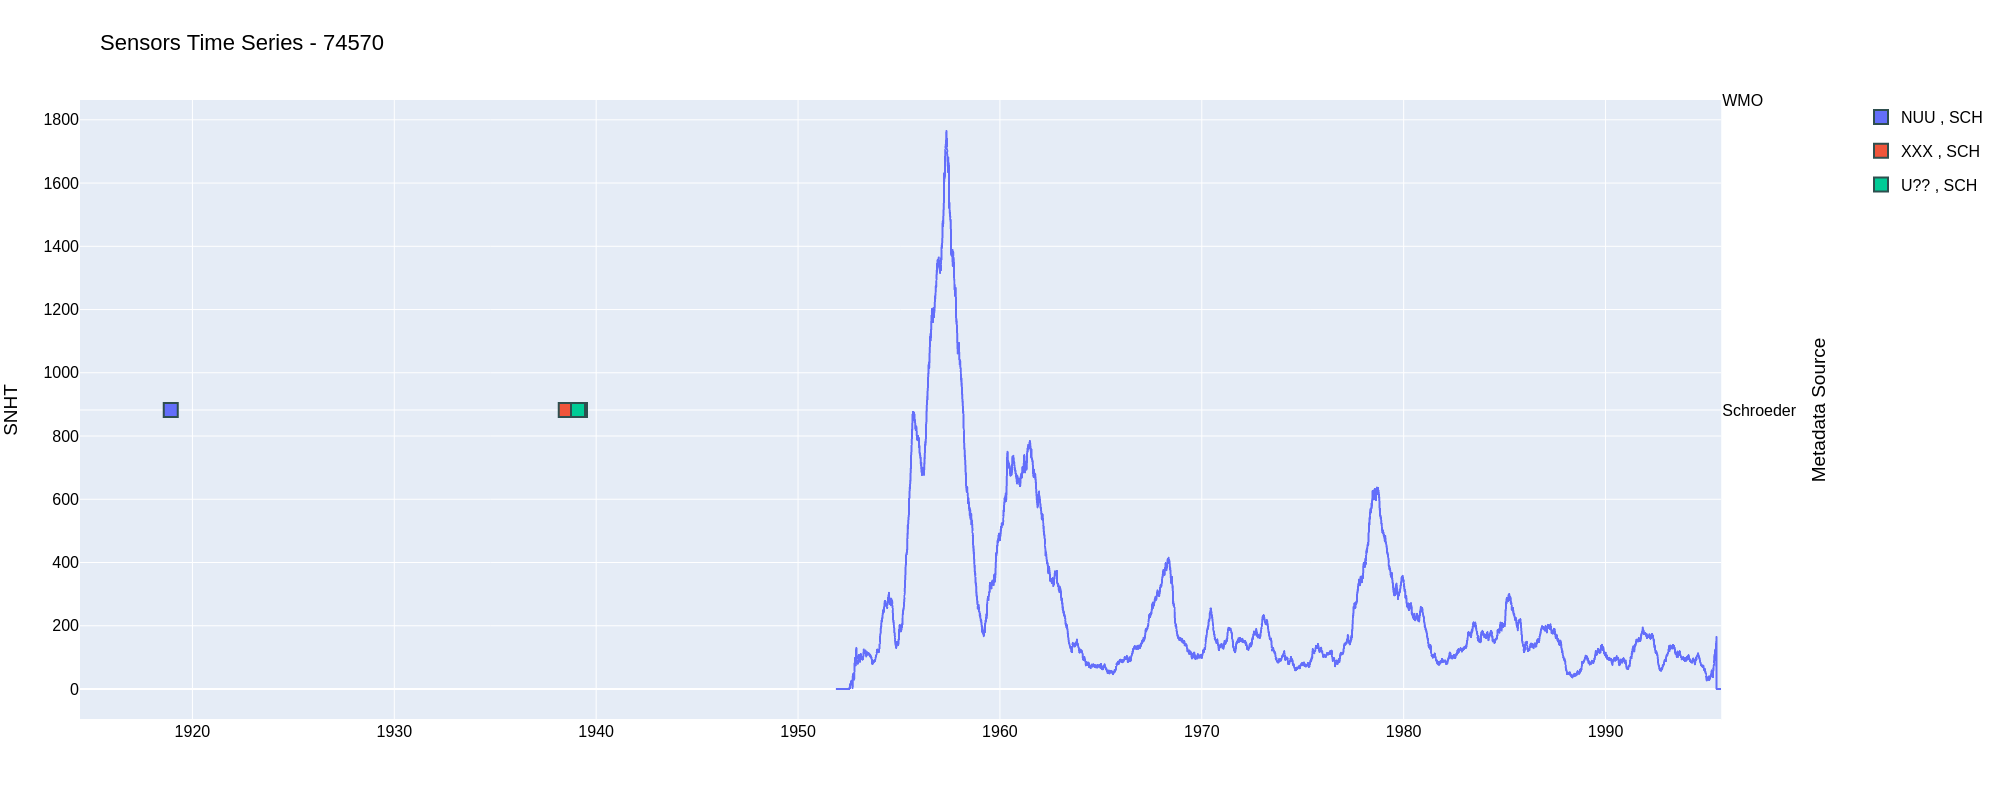 Sensors Time Series - 74570
WMO
Schroeder
Metadata Source
SNHT
1800
1600
1400
1200
1000
800
600
400
200
0
1920 1930 1940 1950 1960 1970 1980 1990
NUU , SCH
XXX , SCH
U?? , SCH